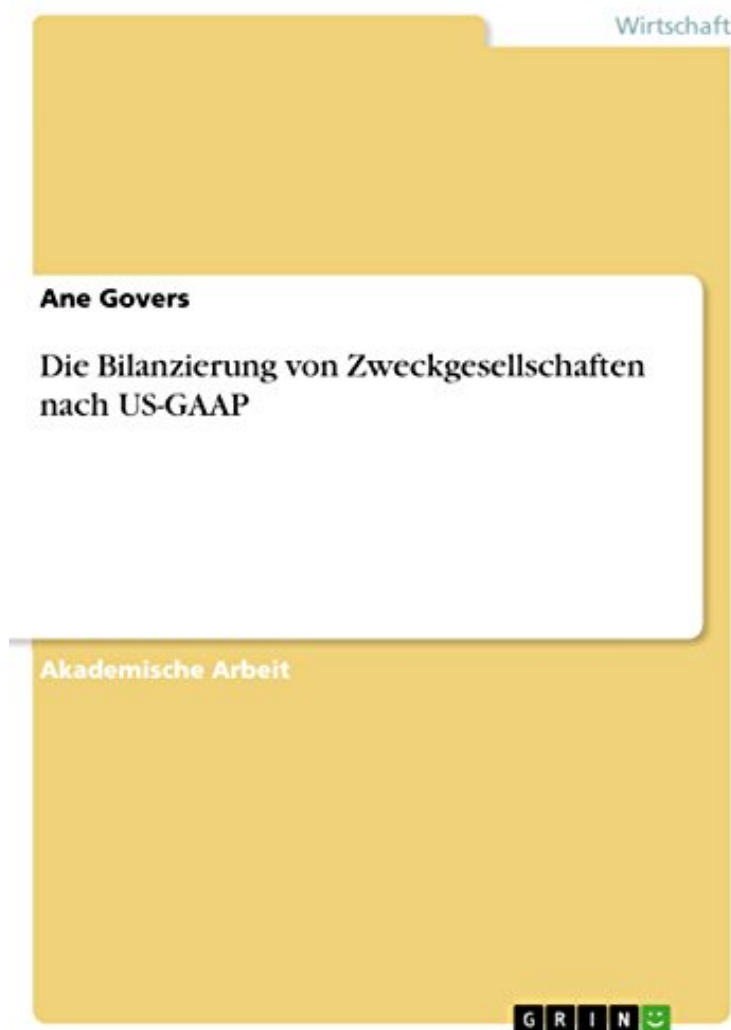 Wirtschaft
Ane Govers
Die Bilanzierung von Zweckgesellschaften
nach US-GAAP
Akademische Arbeit
GRIN